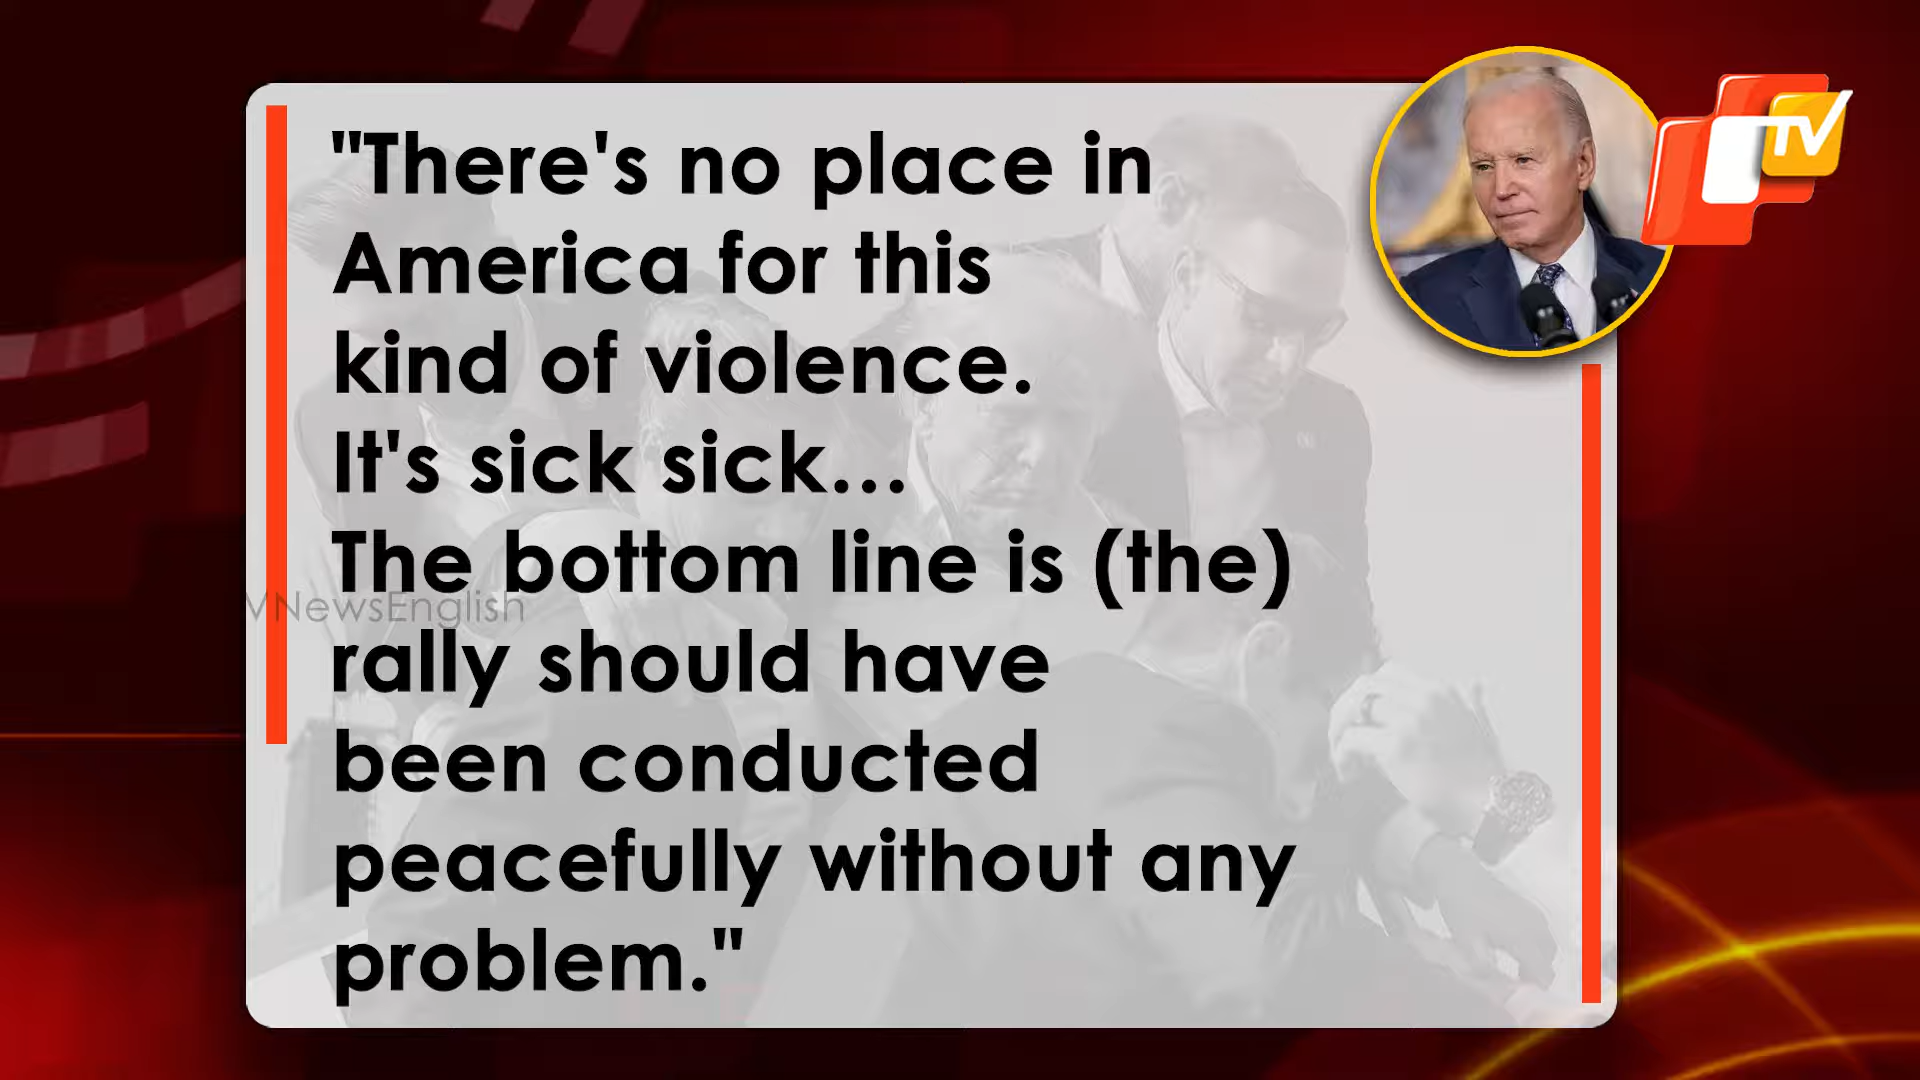 "There's no place in
America for this
kind of violence.
It's sick sick...
The bottom line is (the)
VNewsEnglish
rally should have
been conducted
peacefully without any
problem."
TV